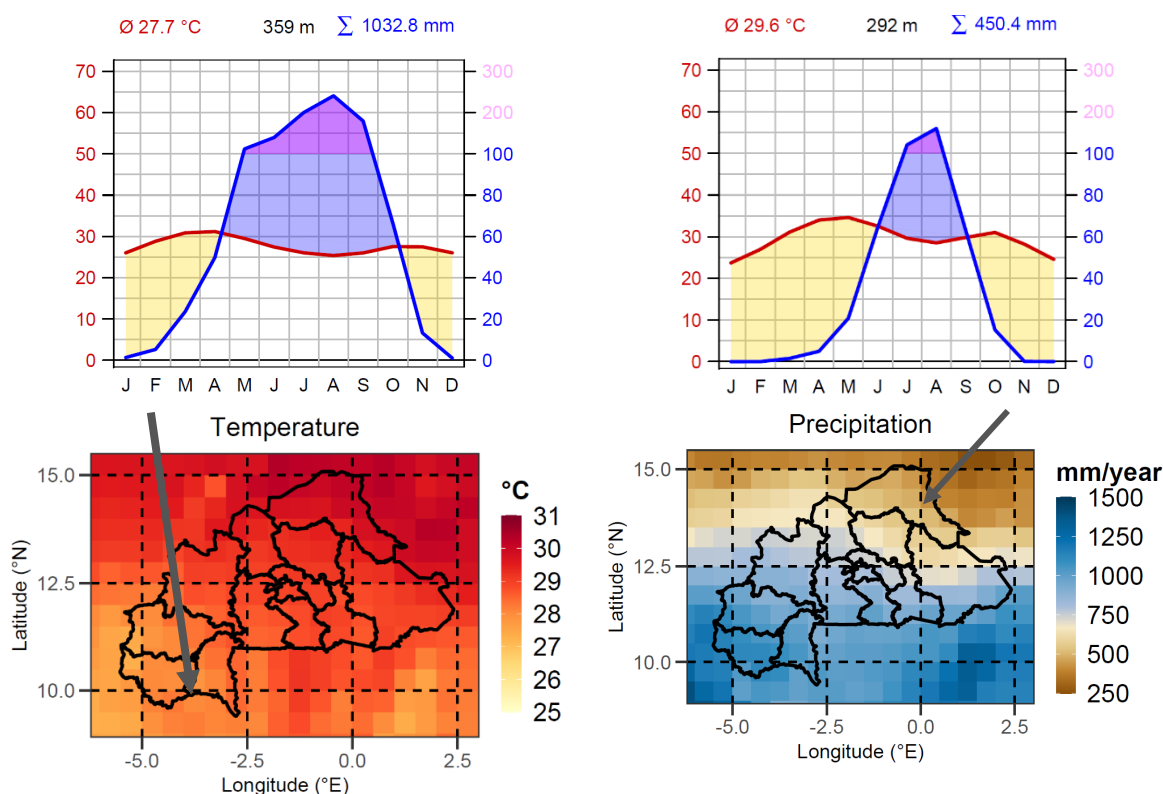 Ø 27.7 °C 359 m ∑ 1032.8 mm
70 300
60 200
50 100
40 80
30 60
20 40
10 20
0 0
J F M A M J J A S O N D
Ø 29.6 °C 292 m ∑ 450.4 mm
70 300
60 200
50 100
40 80
30 60
20 40
10 20
0 0
J F M A M J J A S O N D
Temperature
15.0
12.5
10.0
Latitude (°N)
-5.0 -2.5 0.0 2.5
Longitude (°E)
°C
31
30
29
28
27
26
25
Precipitation
15.0
12.5
10.0
Latitude (°N)
-5.0 -2.5 0.0 2.5
Longitude (°E)
mm/year
1500
1250
1000
750
500
250